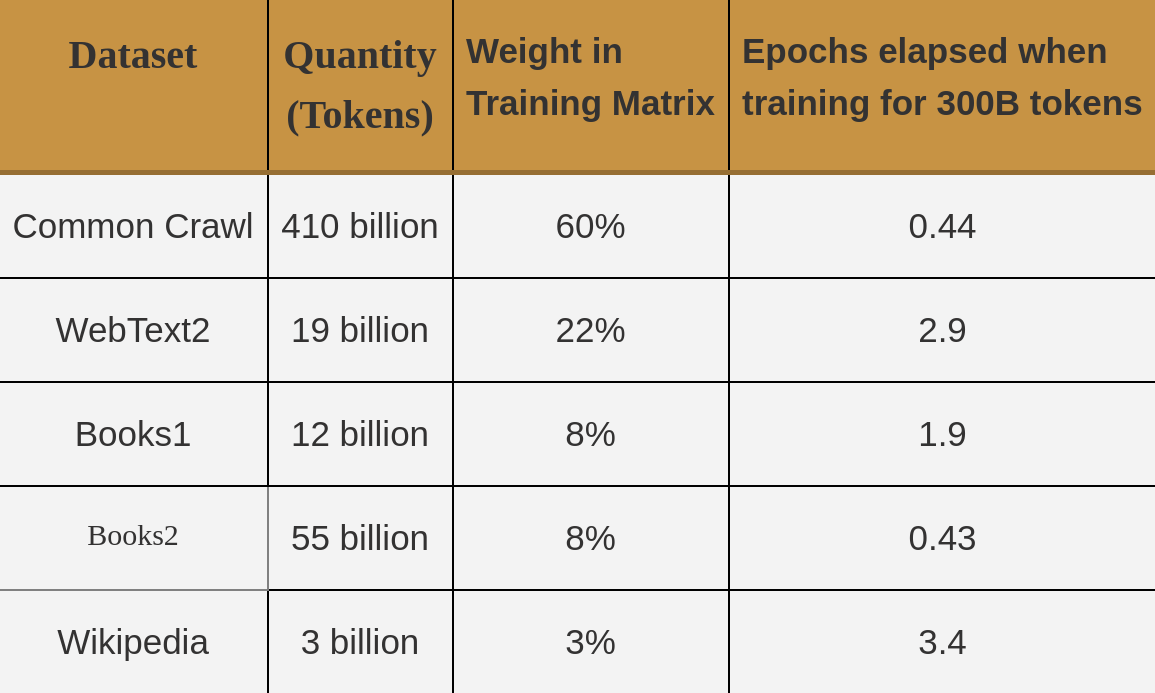 Dataset
Quantity
(Tokens)
Weight in
Training Matrix
Epochs elapsed when
training for 300B tokens
Common Crawl 410 billion 60% 0.44
WebText2 19 billion 22% 2.9
Books1 12 billion 8% 1.9
Books2 55 billion 8% 0.43
Wikipedia 3 billion 3% 3.4